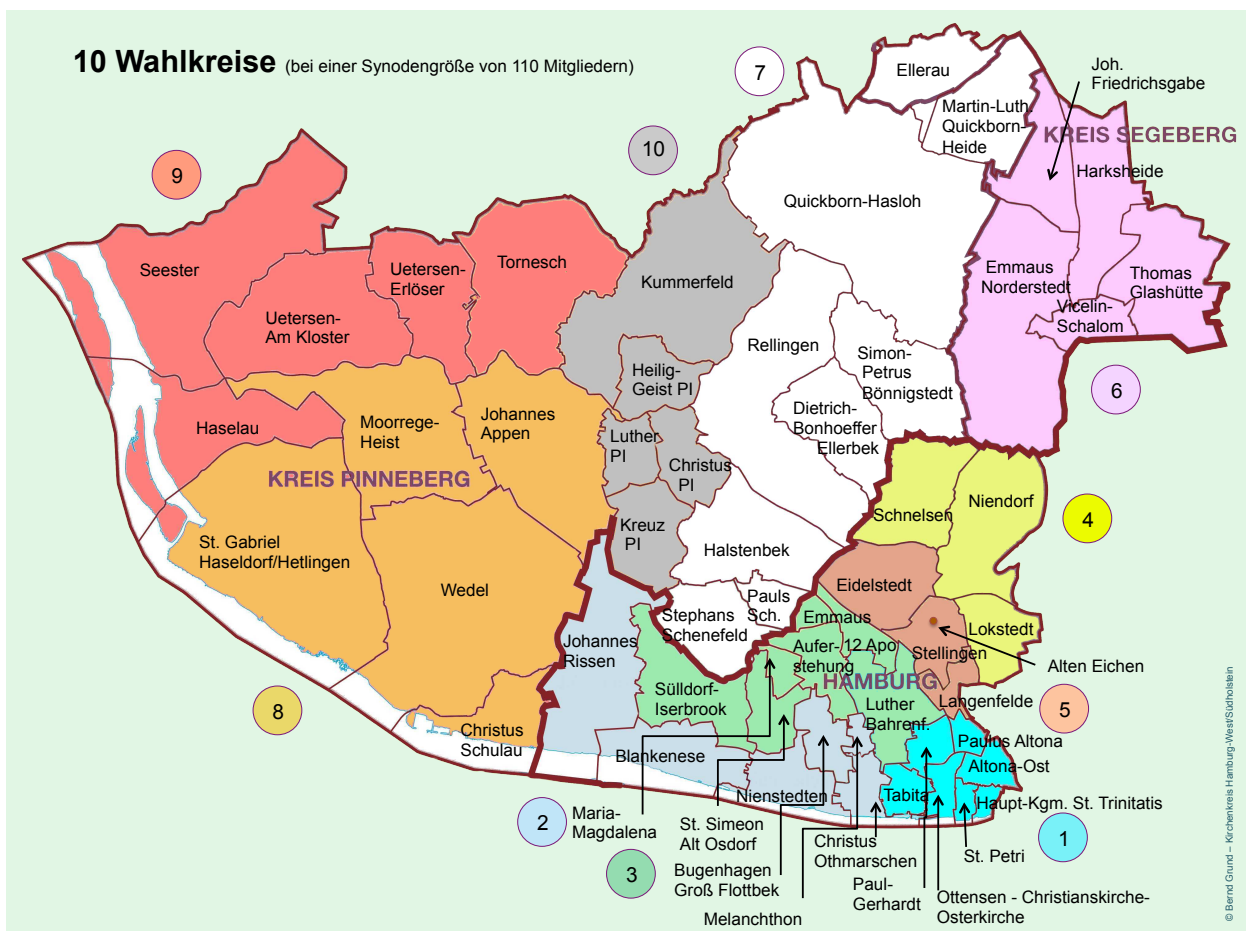 10 Wahlkreise (bei einer Synodengröße von 110 Mitgliedern)
7
Ellerau
Joh.
Friedrichsgabe
Martin-Luth.
Quickborn-
Heide
KREIS SEGEBERG
10
9
Harksheide
Quickborn-Hasloh
Seester
Uetersen-
Erlöser
Tornesch
Kummerfeld
Emmaus
Norderstedt
Thomas
Glashütte
Uetersen-
Am Kloster
Vicelin-
Schalom
Rellingen
Simon-
Petrus
Bönnigstedt
Heilig-
Geist PI
6
Haselau
Moorrege-
Heist
Johannes
Appen
Dietrich-
Bonhoeffer
Ellerbek
Luther
PI
Christus
PI
KREIS PINNEBERG
Niendorf
Schnelsen
4
Kreuz
PI
St. Gabriel
Haseldorf/Hetlingen
Halstenbek
Wedel
Eidelstedt
Pauls
Sch.
Stephans
Schenefeld
Emmaus
Johannes
Rissen
Lokstedt
Aufer-
stehung
12 Apo
Stellingen
Alten Eichen
HAMBURG
Sülldorf-
Iserbrook
Luther
Bahrenf.
Langenfelde
5
8
Christus
Schulau
Blankenese
Paulus Altona
Altona-Ost
Nienstedten
Tabita
Haupt-Kgm. St. Trinitatis
2
Maria-
Magdalena
St. Simeon
Alt Osdorf
Christus
Othmarschen
St. Petri
1
3
Bugenhagen
Groß Flottbek
Paul-
Gerhardt
Ottensen - Christianskirche-
Osterkirche
Melanchthon
© Bernd Grund – Kirchenkreis Hamburg-West/Südholstein